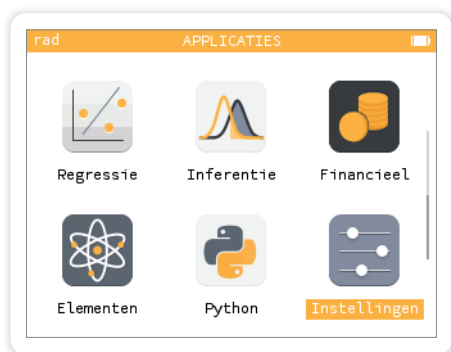 rad APPLICATIES
Regressie Inferentie Financieel
Elementen Python Instellingen